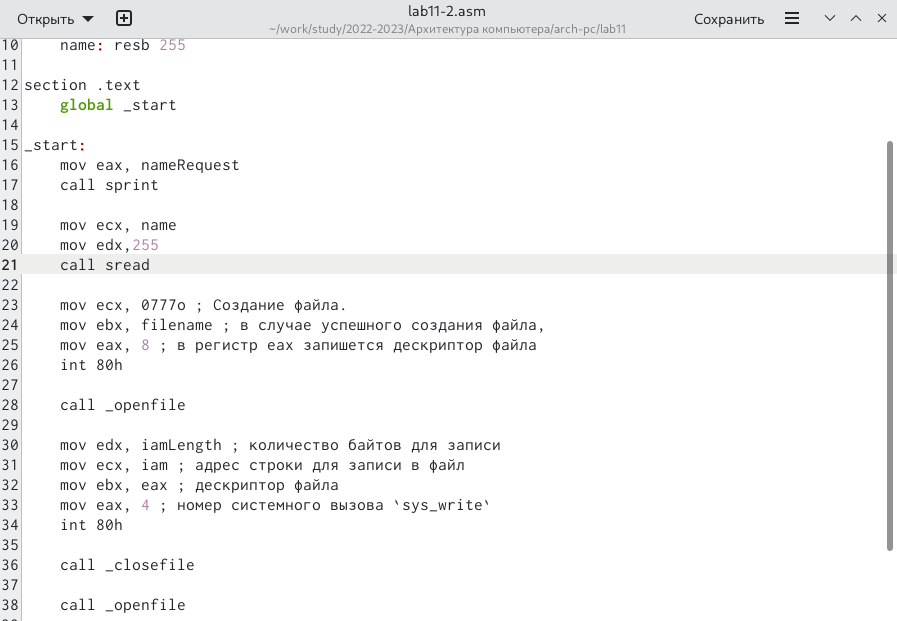 Открыть
lab11-2.asm
~/work/study/2022-2023/Архитектура компьютера/arch-pc/lab11
Сохранить
10 name: resb 255
11
12 section .text
13 global _start
14
15 _start:
16 mov eax, nameRequest
17 call sprint
18
19 mov ecx, name
20 mov edx,255
21 call sread
22
23 mov ecx, 0777o ; Создание файла.
24 mov ebx, filename ; в случае успешного создания файла,
25 mov eax, 8 ; в регистр eax запишется дескриптор файла
26 int 80h
27
28 call _openfile
29
30 mov edx, iamLength ; количество байтов для записи
31 mov ecx, iam ; адрес строки для записи в файл
32 mov ebx, eax ; дескриптор файла
33 mov eax, 4 ; номер системного вызова `sys_write`
34 int 80h
35
36 call _closefile
37
38 call _openfile